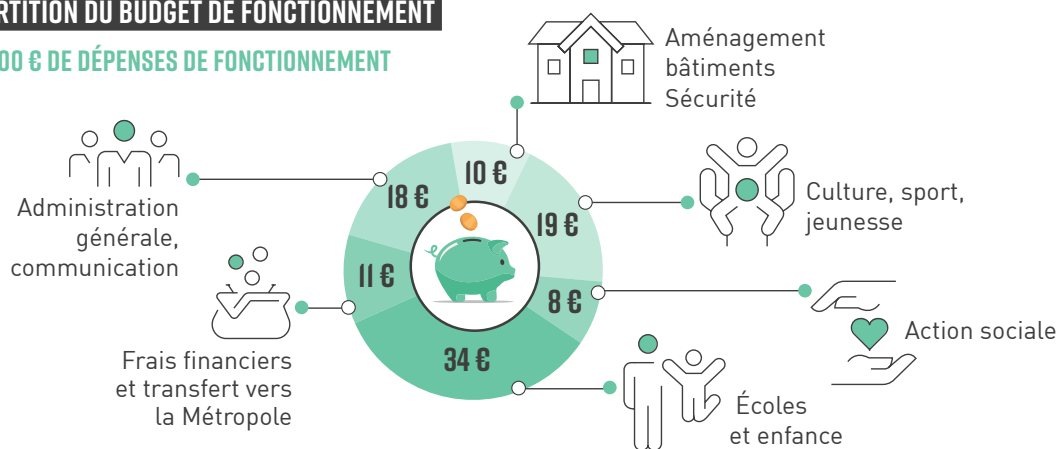 RTITION DU BUDGET DE FONCTIONNEMENT
00 € DE DÉPENSES DE FONCTIONNEMENT
Aménagement
bâtiments
Sécurité
10 €
18 €
Administration
générale,
communication
Culture, sport,
jeunesse
19 €
11 €
8 €
Action sociale
Frais financiers
et transfert vers
la Métropole
34 €
Écoles
et enfance